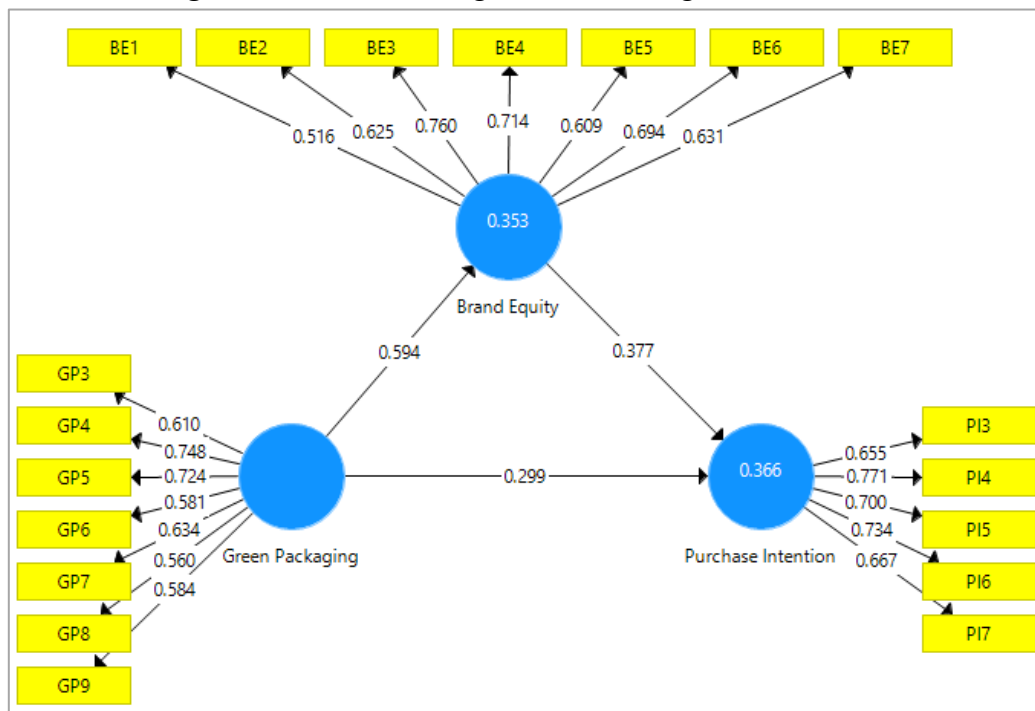 BE1 BE2 BE3 BE4 BE5 BE6 BE7
0.516 0.625 0.760 0.714 0.609 0.694 0.631
0.353
Brand Equity
0.594 0.377
GP3
GP4
GP5
GP6
GP7
GP8
GP9
0.610
0.748
0.724
0.581
0.634
0.560
0.584
Green Packaging
0.299
0.366
Purchase Intention
0.655
0.771
0.700
0.734
0.667
PI3
PI4
PI5
PI6
PI7